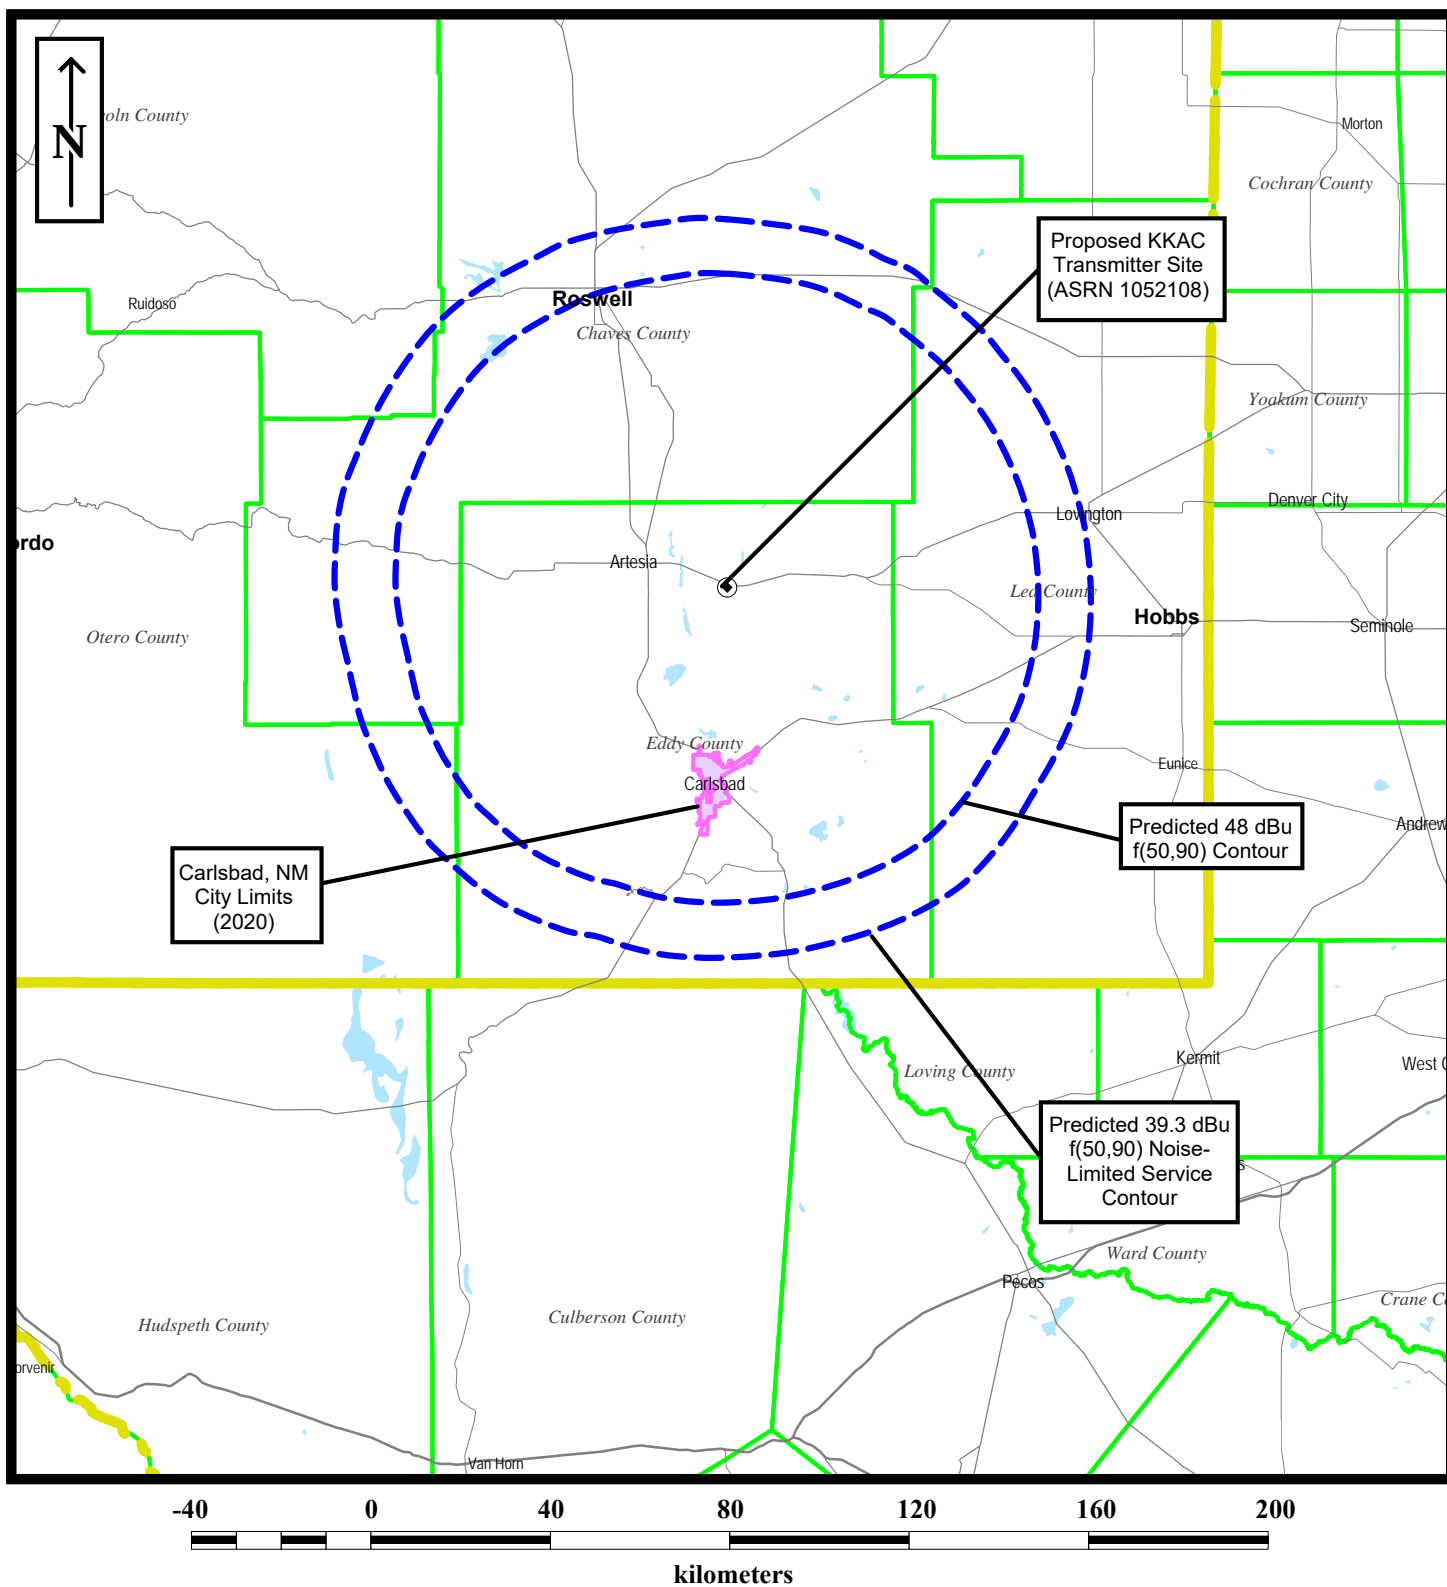 N
oln County
Morton
Cochran County
Proposed KKAC
Transmitter Site
(ASRN 1052108)
Ruidoso
Roswell
Chaves County
Yoakum County
Denver City
Lovington
ordo
Artesia
Lea County
Hobbs
Seminole
Otero County
Eddy County
Eunice
Carlsbad
Predicted 48 dBu
f(50,90) Contour
Andrew
Carlsbad, NM
City Limits
(2020)
Kermit
West O
Loving County
Predicted 39.3 dBu
f(50,90) Noise-
Limited Service
Contour
s
Ward County
Pecos
Crane Co
Culberson County
Hudspeth County
orvenir
Van Horn
-40 0 40 80 120 160 200
kilometers